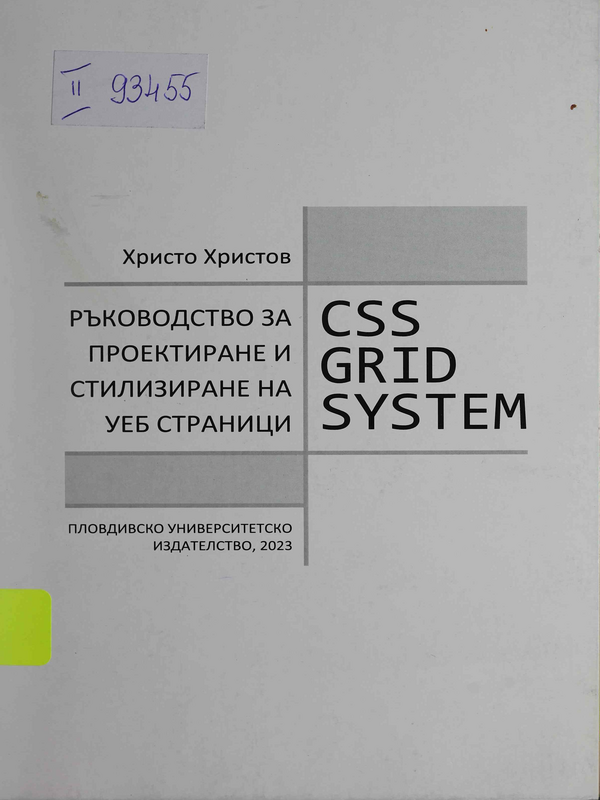 II 93455
Христо Христов
РЪКОВОДСТВО ЗА
ПРОЕКТИРАНЕ И
СТИЛИЗИРАНЕ НА
УЕБ СТРАНИЦИ
CSS
GRID
SYSTEM
ПЛОВДИВСКО УНИВЕРСИТЕТСКО
ИЗДАТЕЛСТВО, 2023